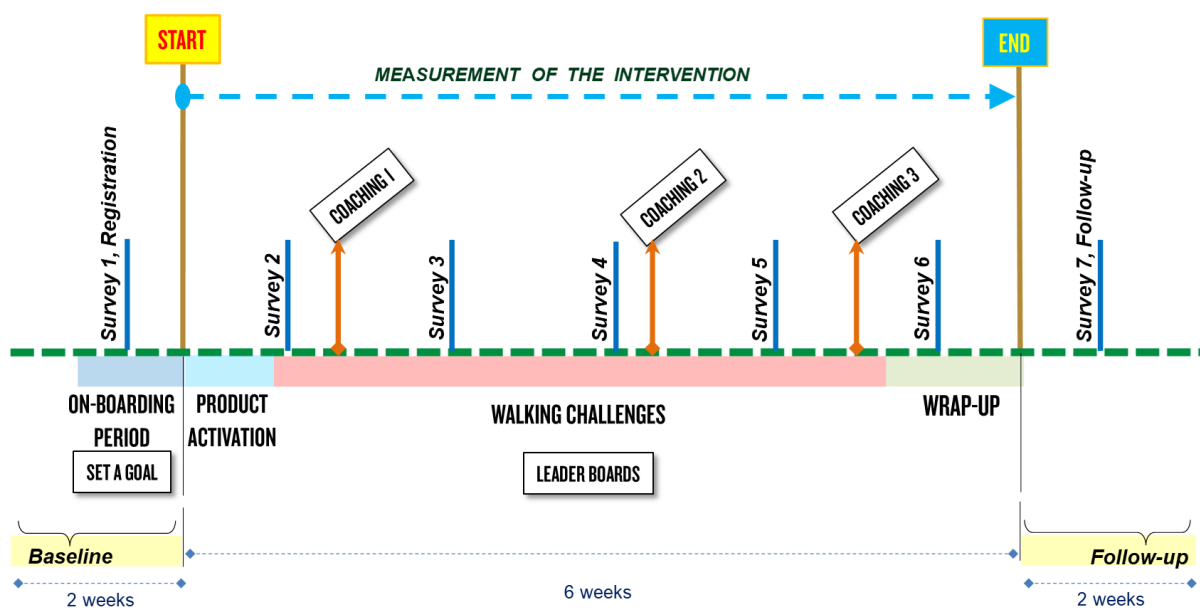 START
END
MEASUREMENT OF THE INTERVENTION
Survey 1, Registration
Survey 2
COACHING 1
Survey 3
Survey 4
COACHING 2
Survey 5
COACHING 3
Survey 6
Survey 7, Follow-up
ON-BOARDING
PERIOD
SET A GOAL
PRODUCT
ACTIVATION
WALKING CHALLENGES
LEADER BOARDS
WRAP-UP
Baseline
Follow-up
2 weeks
6 weeks
2 weeks